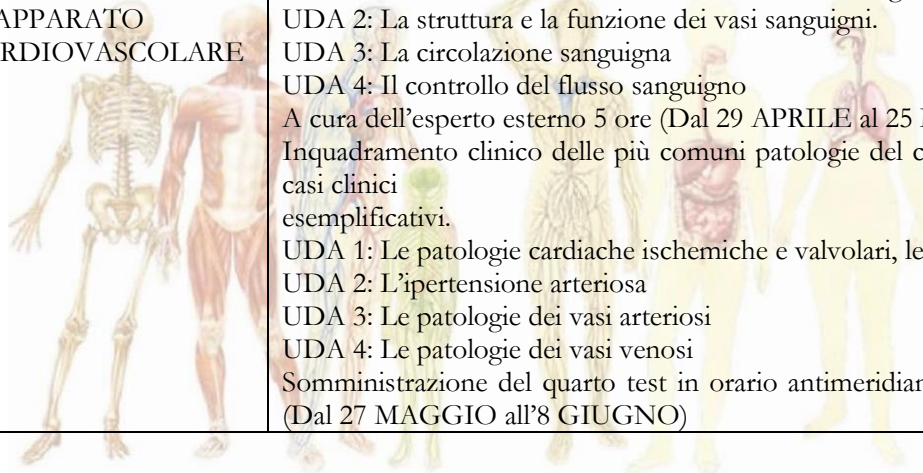 APPARATO
RDIOVASCOLARE
UDA 2: La struttura e la funzione dei vasi sanguigni.
UDA 3: La circolazione sanguigna
UDA 4: Il controllo del flusso sanguigno
A cura dell’esperto esterno 5 ore (Dal 29 APRILE al 25
Inquadramento clinico delle più comuni patologie del c
casi clinici
esemplificativi.
UDA 1: Le patologie cardiache ischemiche e valvolari, le
UDA 2: L’ipertensione arteriosa
UDA 3: Le patologie dei vasi arteriosi
UDA 4: Le patologie dei vasi venosi
Somministrazione del quarto test in orario antimeridian
(Dal 27 MAGGIO all’8 GIUGNO)